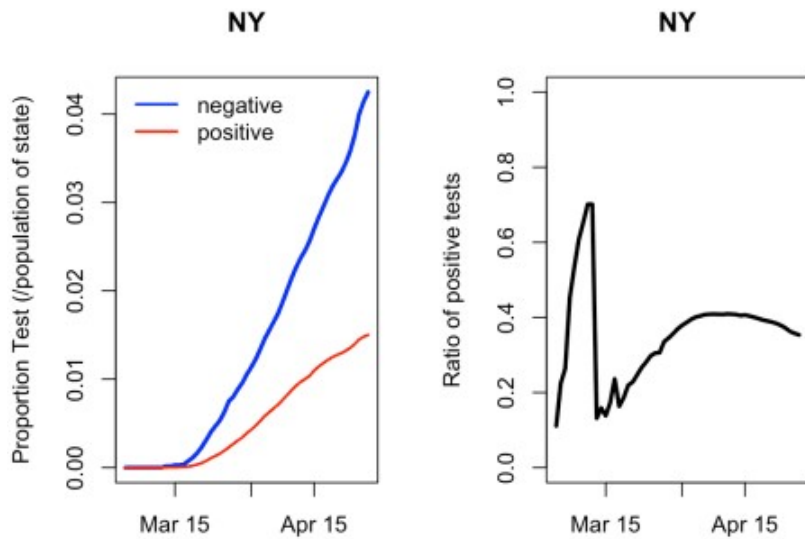 NY
Proportion Test (/population of state)
0.04
0.03
0.02
0.01
0.00
negative
positive
Mar 15
Apr 15
NY
Ratio of positive tests
1.0
0.8
0.6
0.4
0.2
0.0
Mar 15
Apr 15